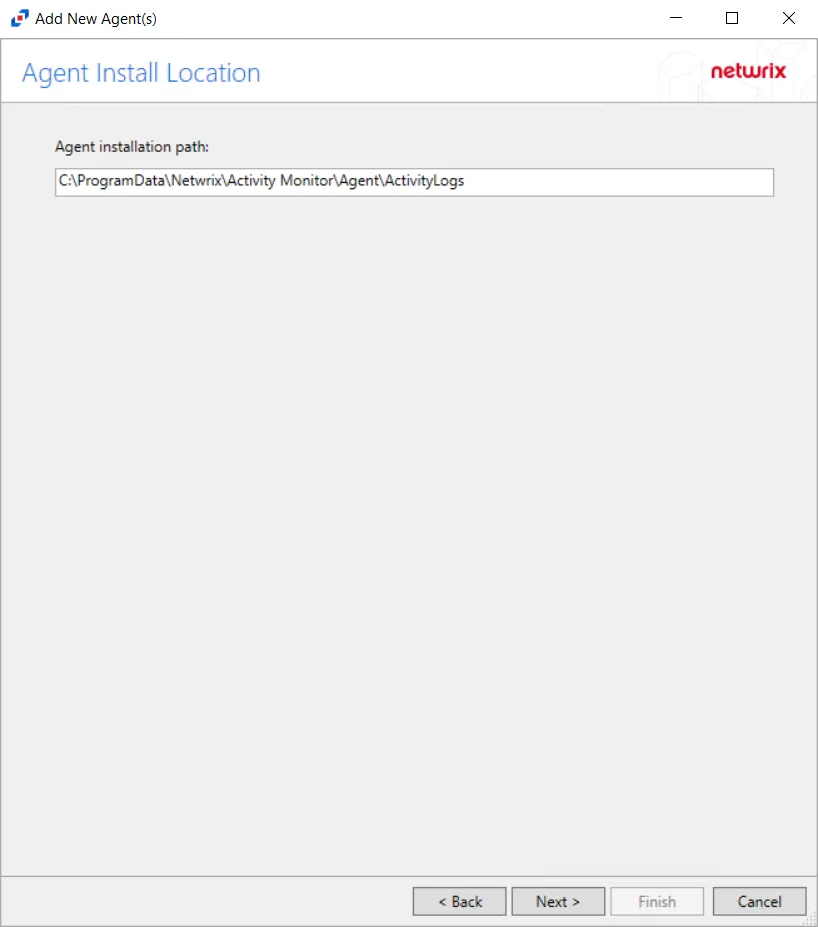 Add New Agent(s)
Agent Install Location
netwrix
Agent installation path:
C:\ProgramData\Netwrix\Activity Monitor\Agent\ActivityLogs
< Back Next > Finish Cancel